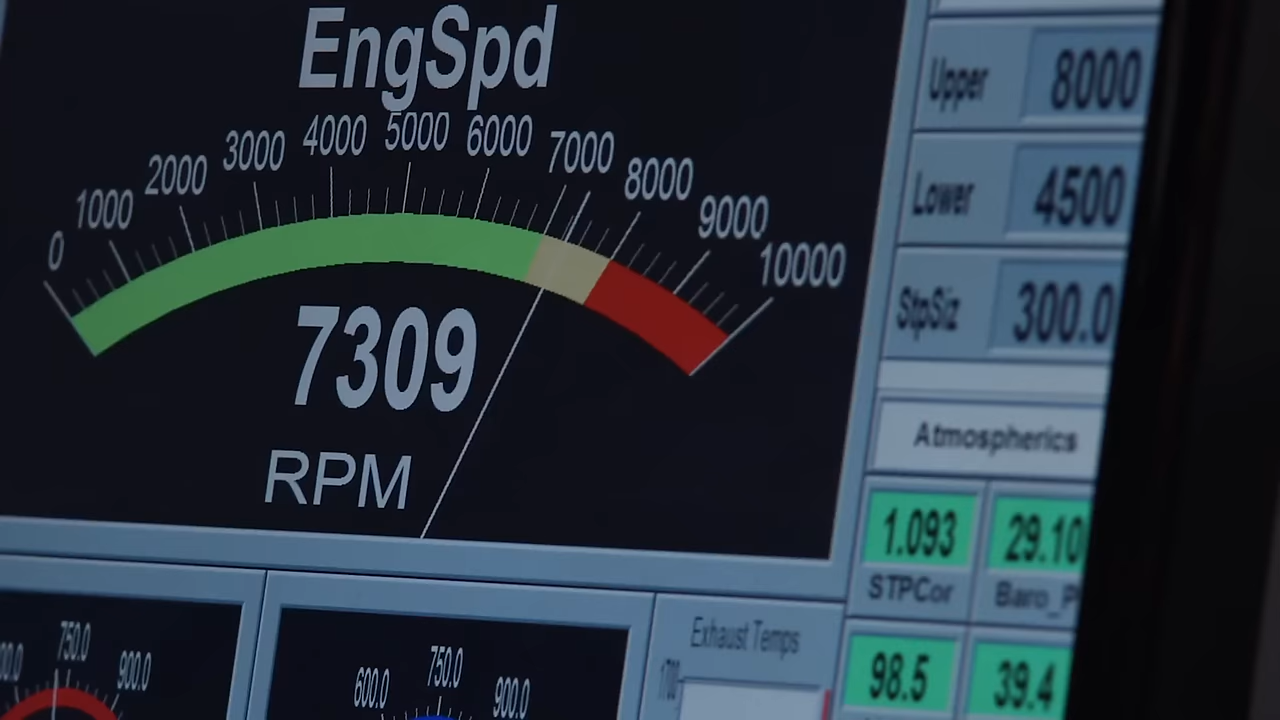 EngSpd
0 1000 2000 3000 4000 5000 6000 7000 8000 9000 10000
7309
RPM
Upper 8000
Lower 4500
StpSiz 300.0
Atmospherics
1.093 29.10
STPCor Baro_P
98.5 39.4
Exhaust Temps
750.0 900.0
600.0 750.0 900.0